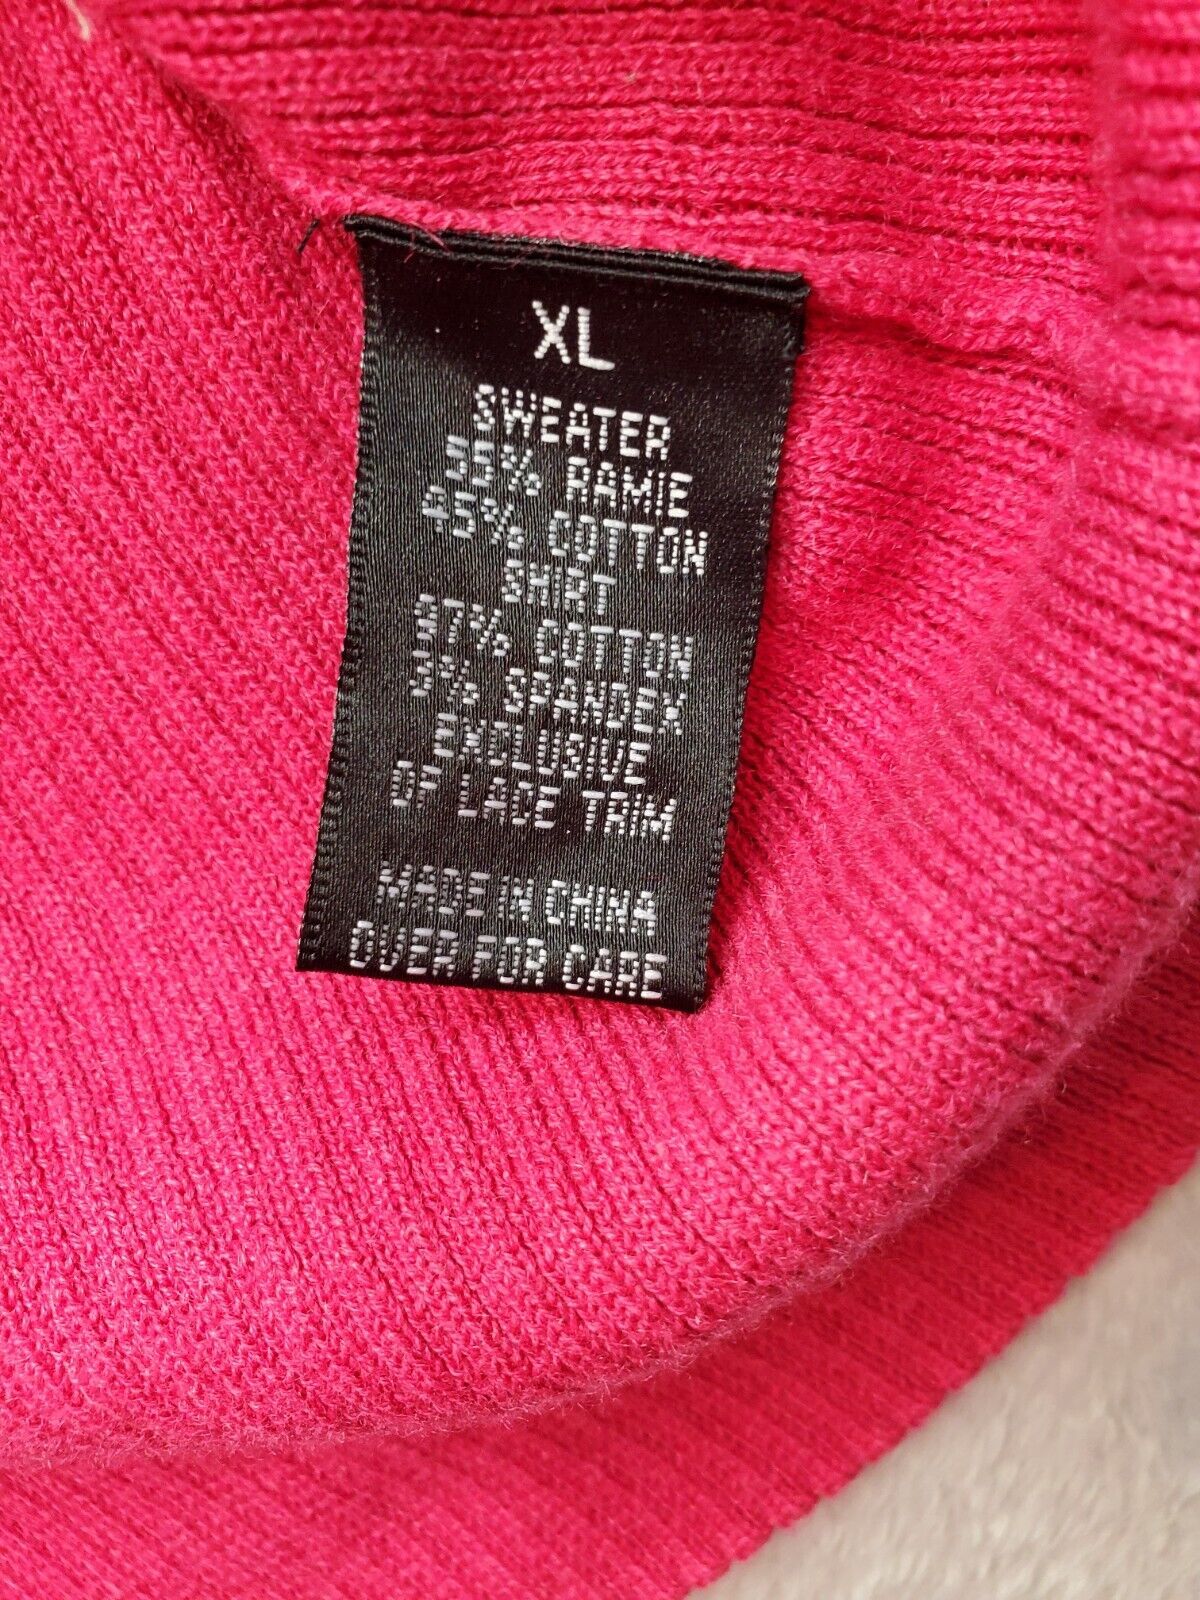 XL
SWEATER
55% RAMIE
45% COTTON
SHIRT
97% COTTON
3% SPANDEX
EXCLUSIVE
OF LACE TRIM
MADE IN CHINA
OVER FOR CARE